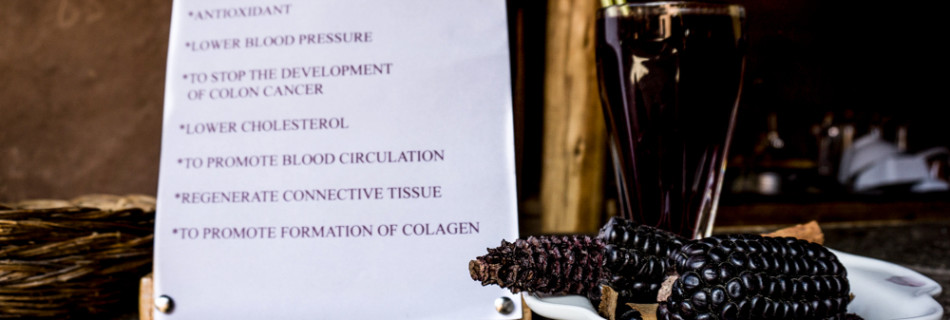 *ANTIOXIDANT
*LOWER BLOOD PRESSURE
*TO STOP THE DEVELOPMENT
OF COLON CANCER
*LOWER CHOLESTEROL
*TO PROMOTE BLOOD CIRCULATION
*REGENERATE CONNECTIVE TISSUE
*TO PROMOTE FORMATION OF COLAGEN